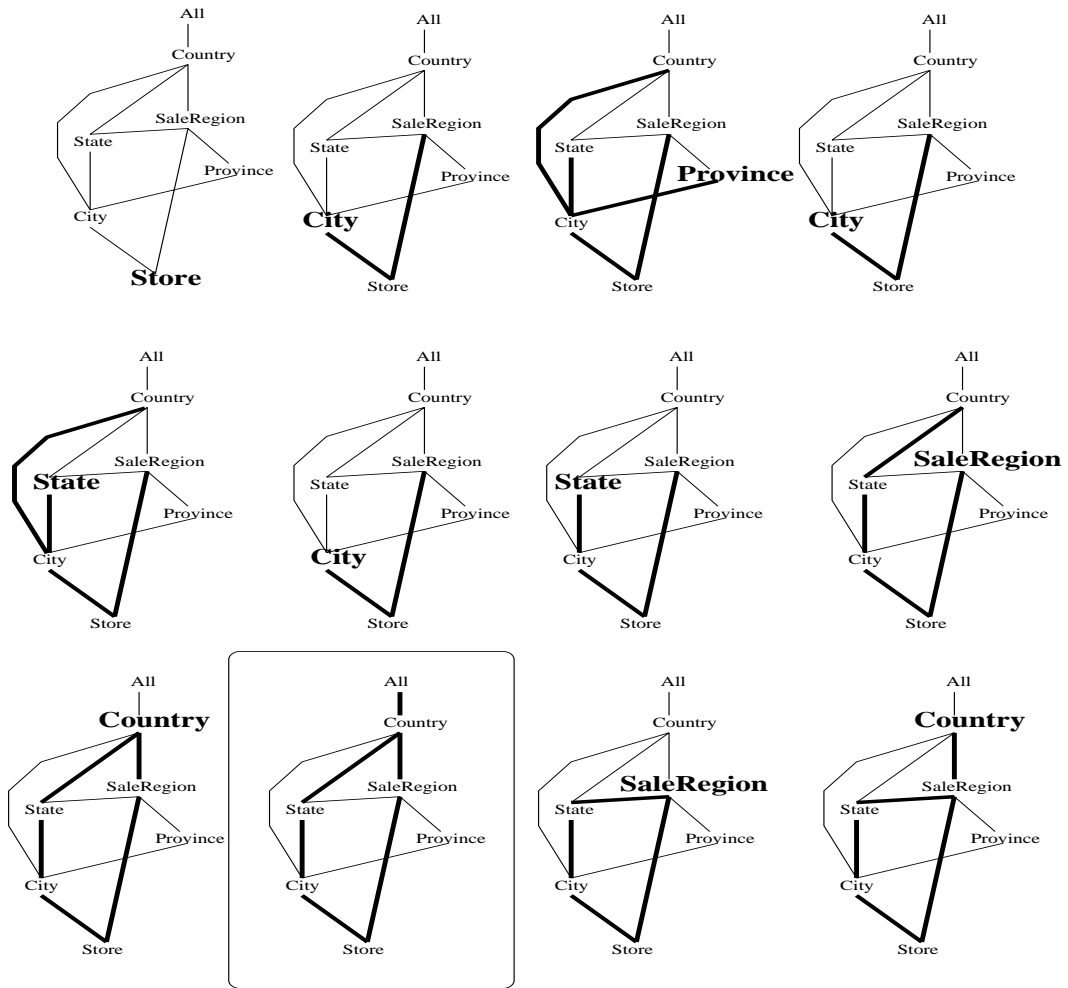 All
Country
SaleRegion
State
Province
City
Store
All
Country
SaleRegion
State
Province
City
Store
All
Country
SaleRegion
State
Province
City
Store
All
Country
SaleRegion
State
Province
City
Store
All
Country
SaleRegion
State
Province
City
Store
All
Country
SaleRegion
State
Province
City
Store
All
Country
SaleRegion
State
Province
City
Store
All
Country
SaleRegion
State
Province
City
Store
All
Country
SaleRegion
State
Province
City
Store
All
Country
SaleRegion
State
Province
City
Store
All
Country
SaleRegion
State
Province
City
Store
All
Country
SaleRegion
State
Province
City
Store